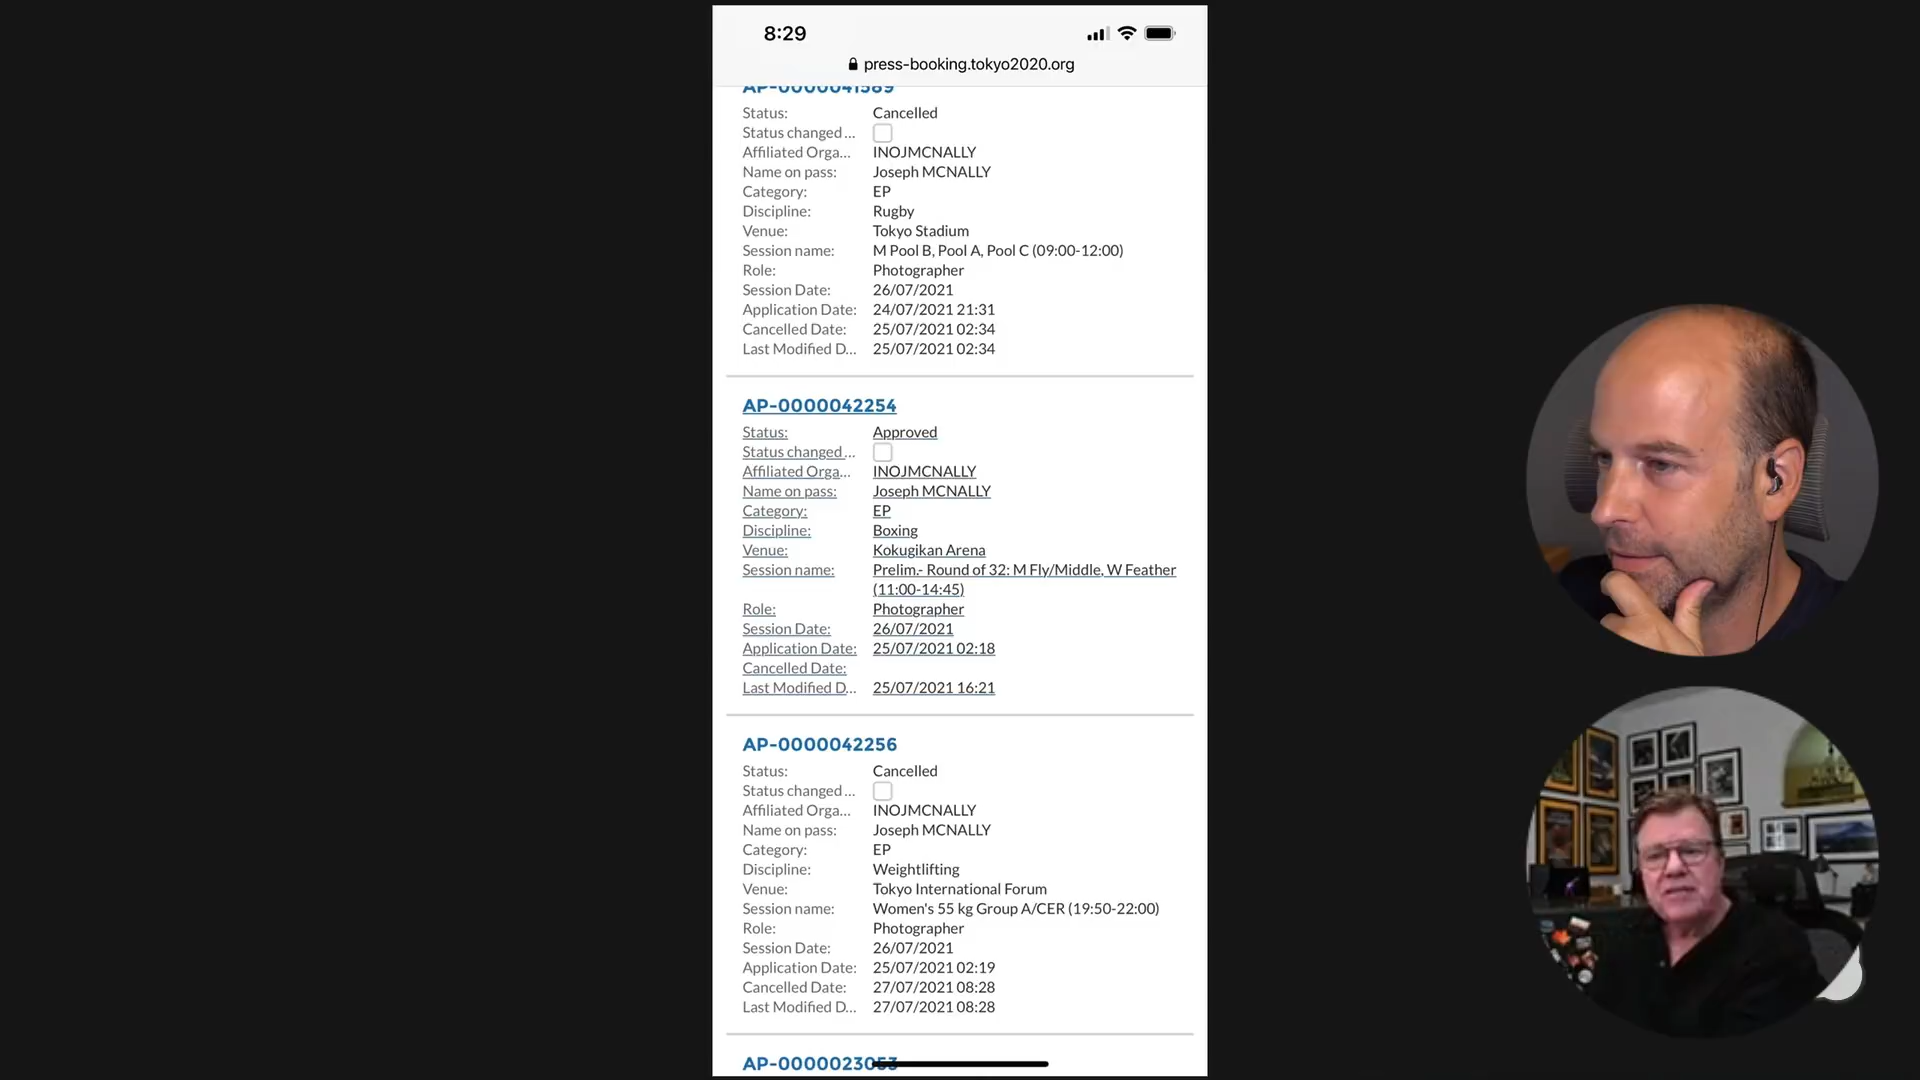 8:29
press-booking.tokyo2020.org
AP-0000041589
Status: Cancelled
Status changed ...
Affiliated Orga... INOJMCNALLY
Name on pass: Joseph MCNALLY
Category: EP
Discipline: Rugby
Venue: Tokyo Stadium
Session name: M Pool B, Pool A, Pool C (09:00-12:00)
Role: Photographer
Session Date: 26/07/2021
Application Date: 24/07/2021 21:31
Cancelled Date: 25/07/2021 02:34
Last Modified D... 25/07/2021 02:34
AP-0000042254
Status: Approved
Status changed ...
Affiliated Orga... INOJMCNALLY
Name on pass: Joseph MCNALLY
Category: EP
Discipline: Boxing
Venue: Kokugikan Arena
Session name: Prelim.- Round of 32: M Fly/Middle, W Feather
(11:00-14:45)
Role: Photographer
Session Date: 26/07/2021
Application Date: 25/07/2021 02:18
Cancelled Date:
Last Modified D... 25/07/2021 16:21
AP-0000042256
Status: Cancelled
Status changed ...
Affiliated Orga... INOJMCNALLY
Name on pass: Joseph MCNALLY
Category: EP
Discipline: Weightlifting
Venue: Tokyo International Forum
Session name: Women's 55 kg Group A/CER (19:50-22:00)
Role: Photographer
Session Date: 26/07/2021
Application Date: 25/07/2021 02:19
Cancelled Date: 27/07/2021 08:28
Last Modified D... 27/07/2021 08:28
AP-0000023053